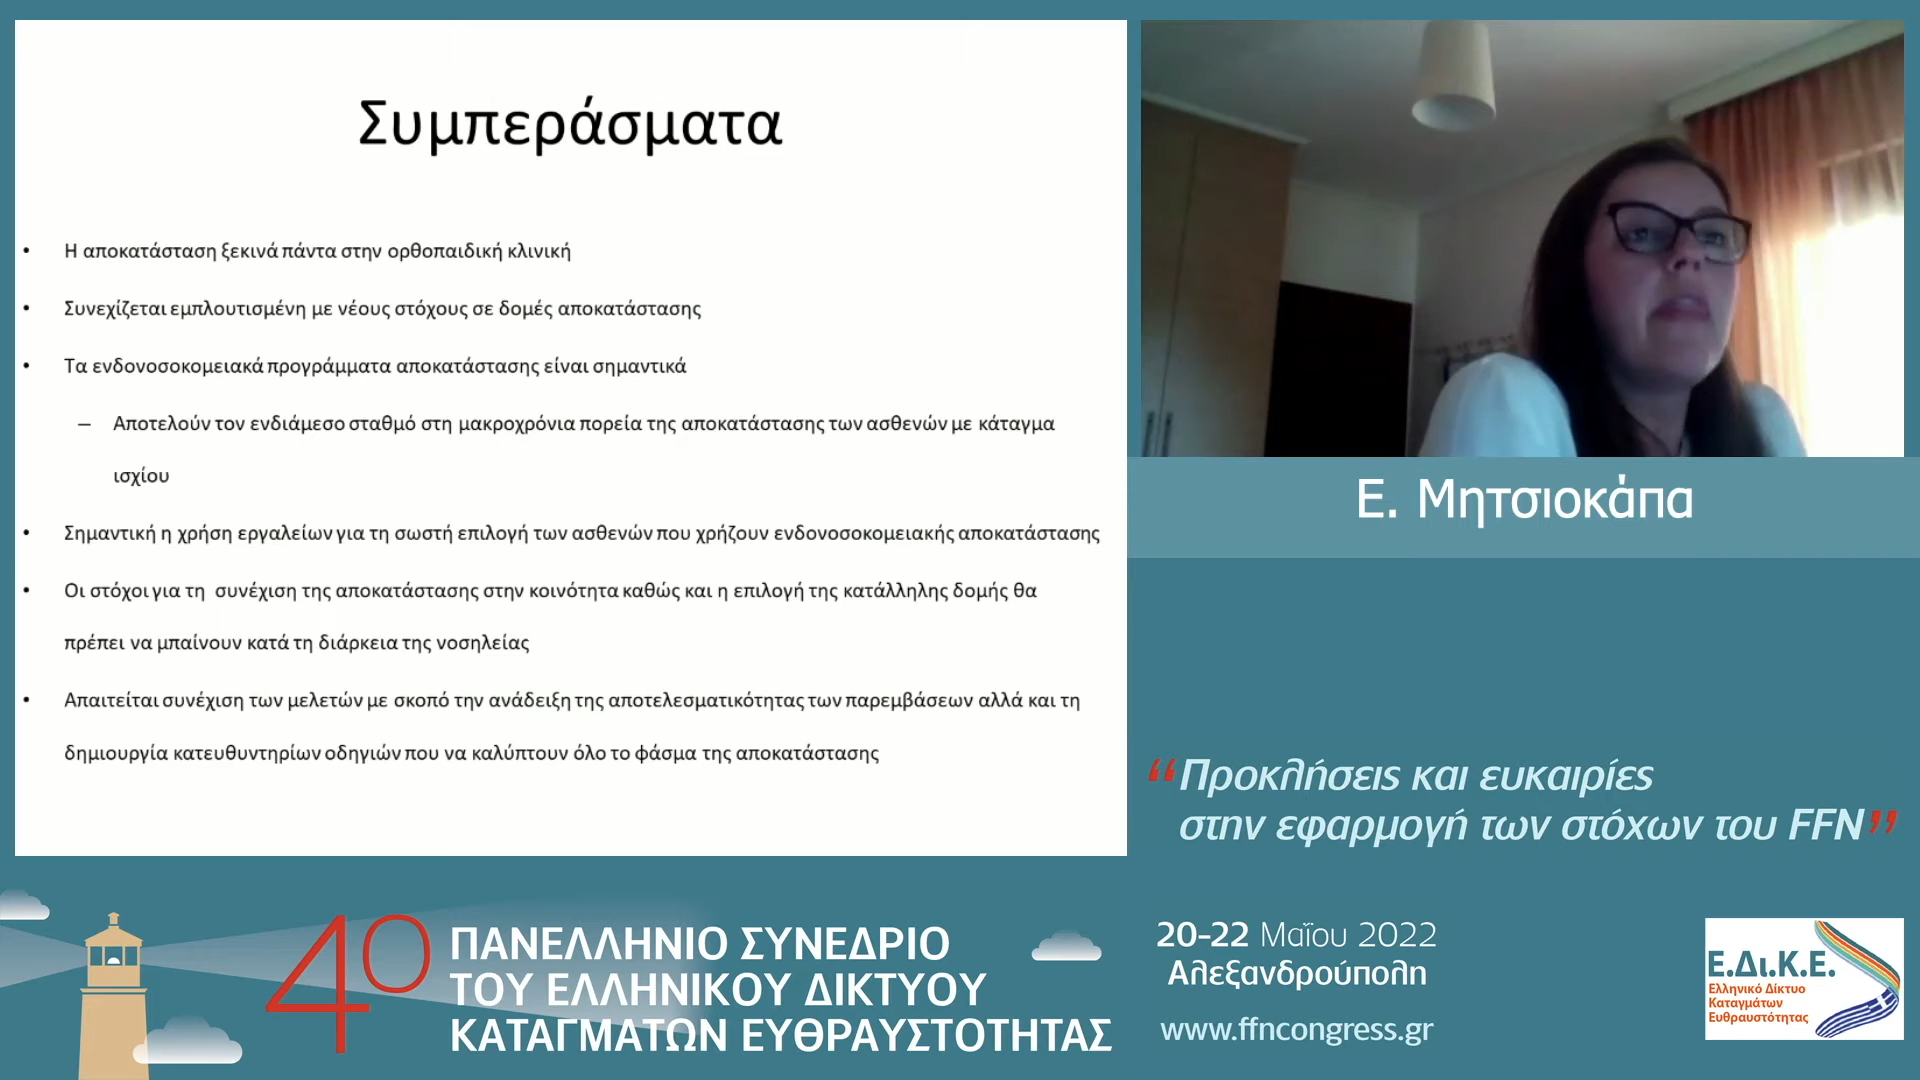 Συμπεράσματα
• Η αποκατάσταση ξεκινά πάντα στην ορθοπαιδική κλινική
• Συνεχίζεται εμπλουτισμένη με νέους στόχους σε δομές αποκατάστασης
• Τα ενδονοσοκομειακά προγράμματα αποκατάστασης είναι σημαντικά
– Αποτελούν τον ενδιάμεσο σταθμό στη μακροχρόνια πορεία της αποκατάστασης των ασθενών με κάταγμα
ισχίου
• Σημαντική η χρήση εργαλείων για τη σωστή επιλογή των ασθενών που χρήζουν ενδονοσοκομειακής αποκατάστασης
• Οι στόχοι για τη συνέχιση της αποκατάστασης στην κοινότητα καθώς και η επιλογή της κατάλληλης δομής θα
πρέπει να μπαίνουν κατά τη διάρκεια της νοσηλείας
• Απαιτείται συνέχιση των μελετών με σκοπό την ανάδειξη της αποτελεσματικότητας των παρεμβάσεων αλλά και τη
δημιουργία κατευθυντηρίων οδηγιών που να καλύπτουν όλο το φάσμα της αποκατάστασης
Ε. Μητσιοκάπα
“Προκλήσεις και ευκαιρίες
στην εφαρμογή των στόχων του FFN”
4ο ΠΑΝΕΛΛΗΝΙΟ ΣΥΝΕΔΡΙΟ
ΤΟΥ ΕΛΛΗΝΙΚΟΥ ΔΙΚΤΥΟΥ
ΚΑΤΑΓΜΑΤΩΝ ΕΥΘΡΑΥΣΤΟΤΗΤΑΣ
20-22 Μαΐου 2022
Αλεξανδρούπολη
www.ffncongress.gr
Ε.Δι.Κ.Ε.
Ελληνικό Δίκτυο
Καταγμάτων
Ευθραυστότητας